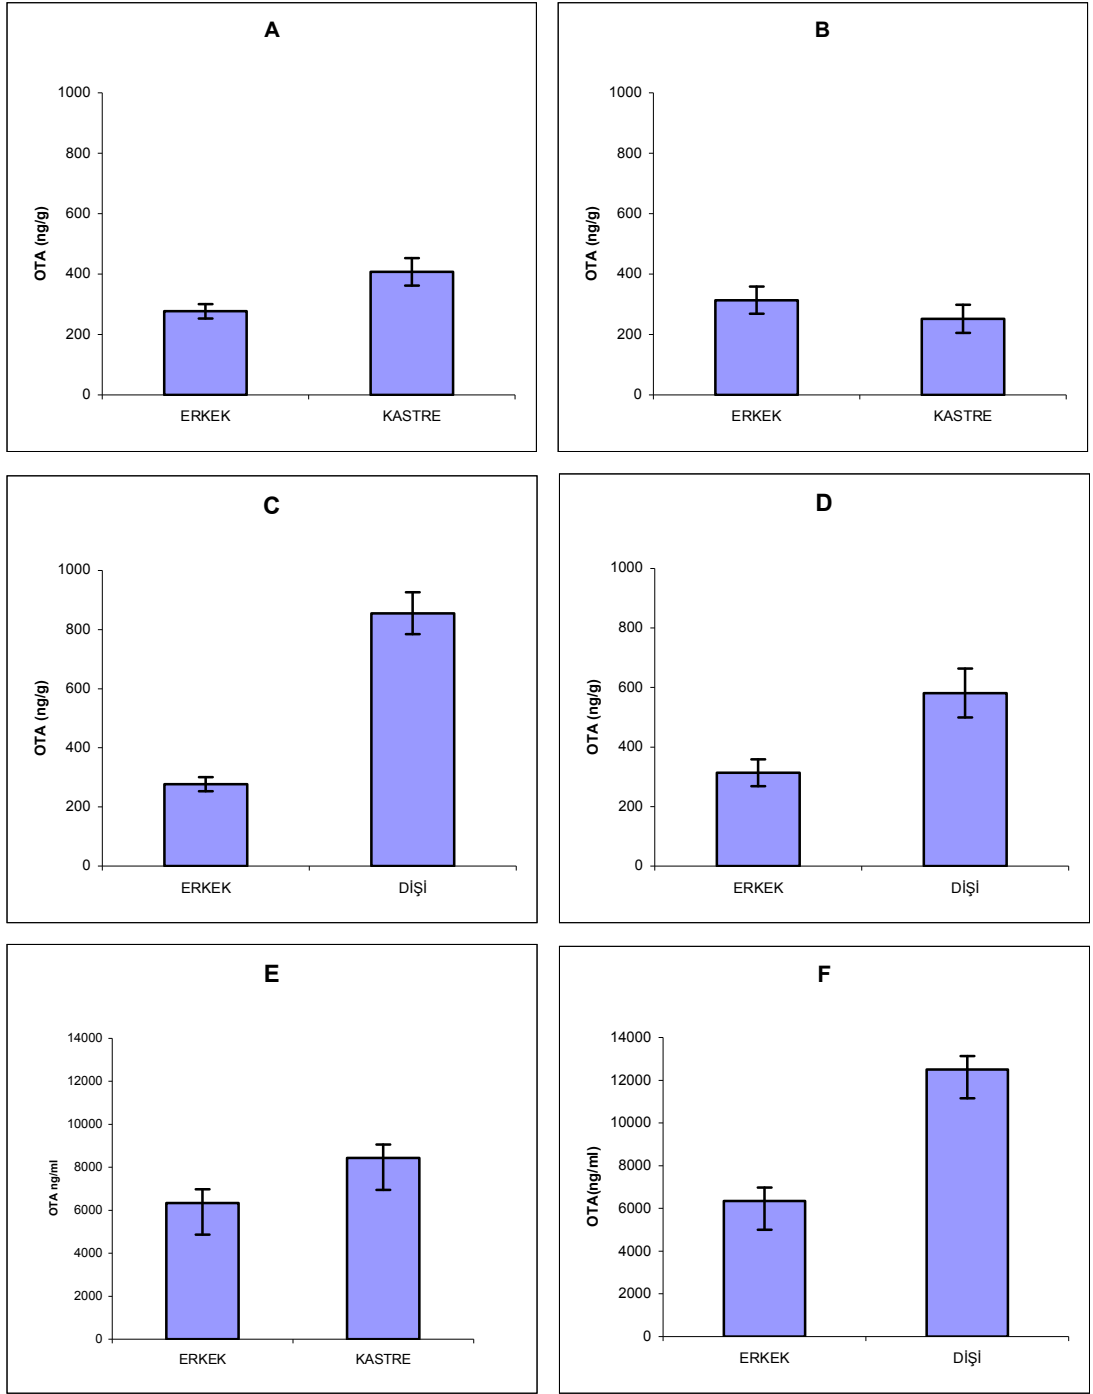 A
1000
800
600
400
200
0
OTA (ng/g)
ERKEK KASTRE
B
1000
800
600
400
200
0
OTA (ng/g)
ERKEK KASTRE
C
1000
800
600
400
200
0
OTA (ng/g)
ERKEK DİŞİ
D
1000
800
600
400
200
0
OTA (ng/g)
ERKEK DİŞİ
E
14000
12000
10000
8000
6000
4000
2000
0
OTA ng/ml
ERKEK KASTRE
F
14000
12000
10000
8000
6000
4000
2000
0
OTA(ng/ml)
ERKEK DİŞİ